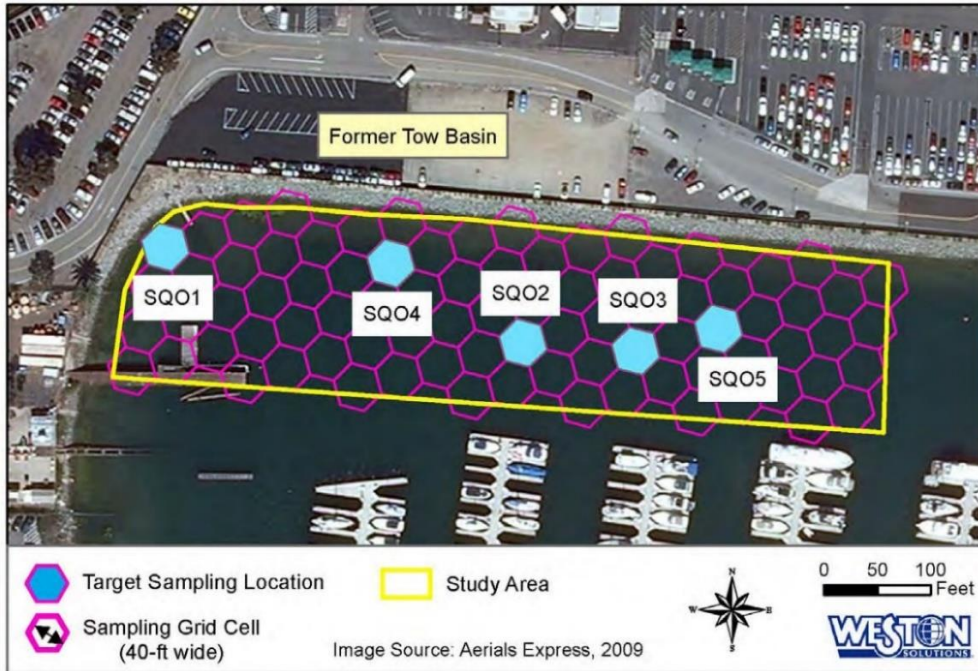 Former Tow Basin
SQO1
SQO4
SQO2
SQO3
SQO5
Target Sampling Location
Sampling Grid Cell
(40-ft wide)
Study Area
Image Source: Aerials Express, 2009
N
W
E
S
0 50 100
Feet
WESTON
SOLUTIONS